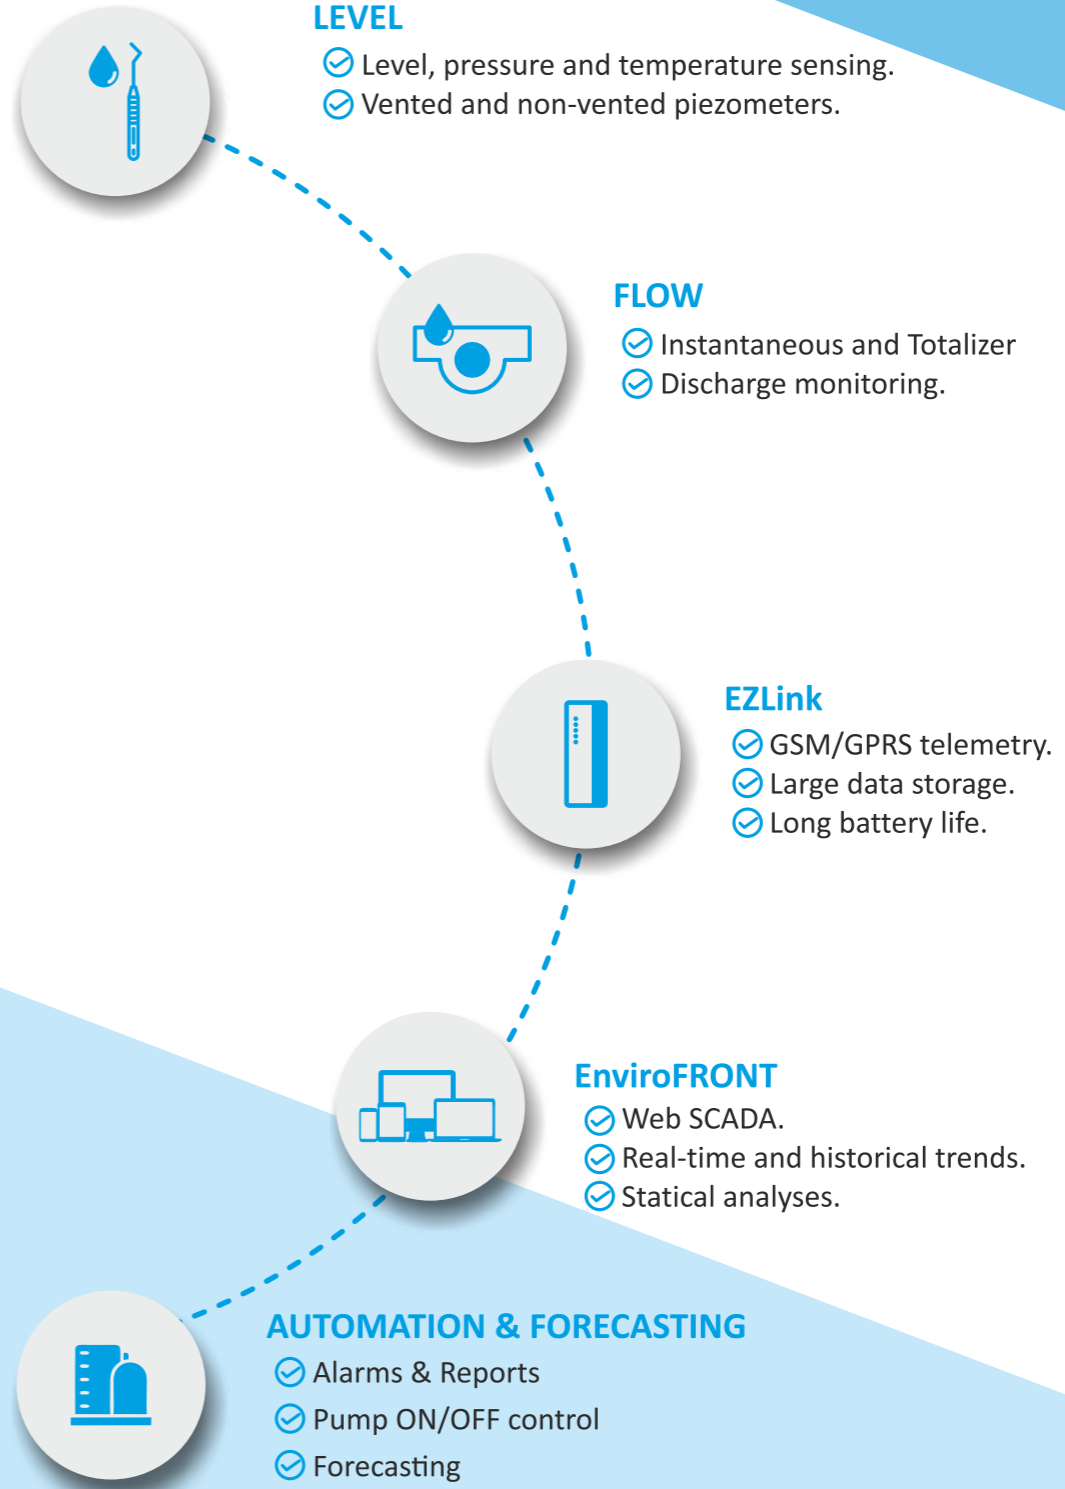 LEVEL
Level, pressure and temperature sensing.
Vented and non-vented piezometers.
FLOW
Instantaneous and Totalizer
Discharge monitoring.
EZLink
GSM/GPRS telemetry.
Large data storage.
Long battery life.
EnviroFRONT
Web SCADA.
Real-time and historical trends.
Statical analyses.
AUTOMATION & FORECASTING
Alarms & Reports
Pump ON/OFF control
Forecasting